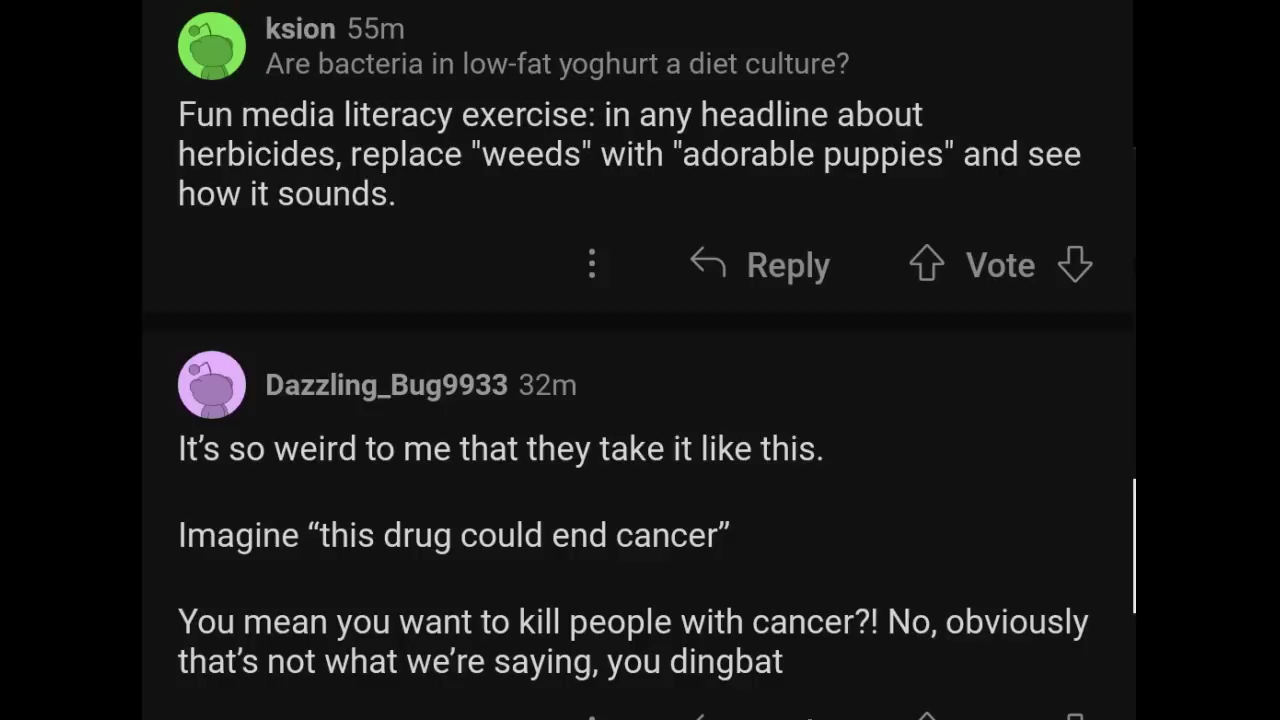 ksion 55m
Are bacteria in low-fat yoghurt a diet culture?
Fun media literacy exercise: in any headline about
herbicides, replace "weeds" with "adorable puppies" and see
how it sounds.
Reply Vote
Dazzling_Bug9933 32m
It’s so weird to me that they take it like this.
Imagine “this drug could end cancer”
You mean you want to kill people with cancer?! No, obviously
that’s not what we’re saying, you dingbat